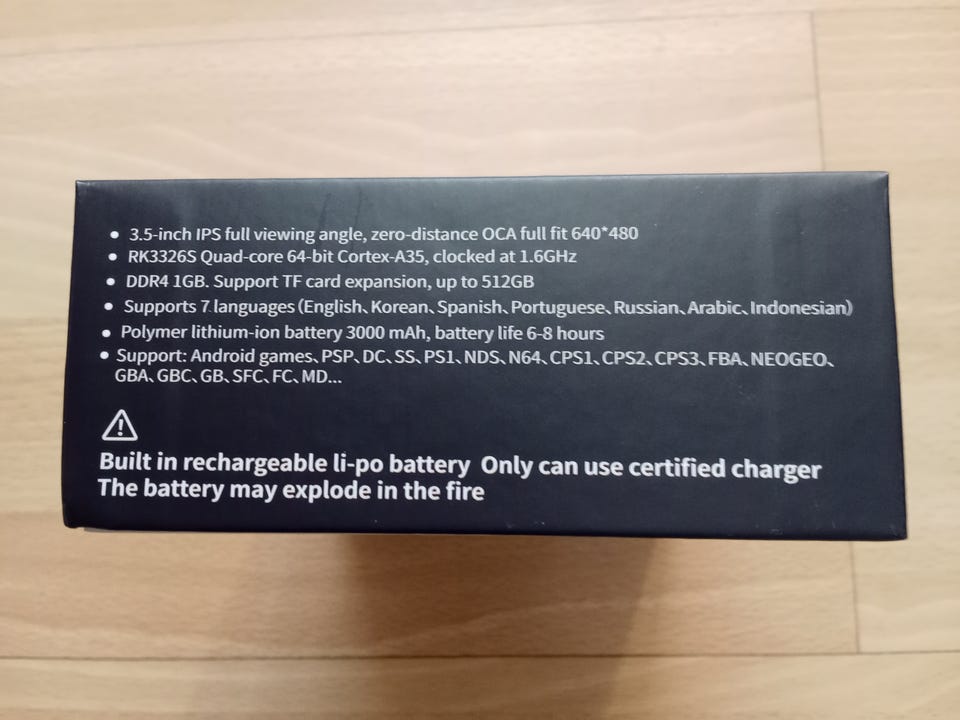 • 3.5-inch IPS full viewing angle, zero-distance OCA full fit 640*480
• RK3326S Quad-core 64-bit Cortex-A35, clocked at 1.6GHz
• DDR4 1GB. Support TF card expansion, up to 512GB
• Supports 7 languages（English、Korean、Spanish、Portuguese、Russian、Arabic、Indonesian）
• Polymer lithium-ion battery 3000 mAh, battery life 6-8 hours
• Support: Android games、PSP、DC、SS、PS1、NDS、N64、CPS1、CPS2、CPS3、FBA、NEOGEO、
GBA、GBC、GB、SFC、FC、MD...
Built in rechargeable li-po battery Only can use certified charger
The battery may explode in the fire